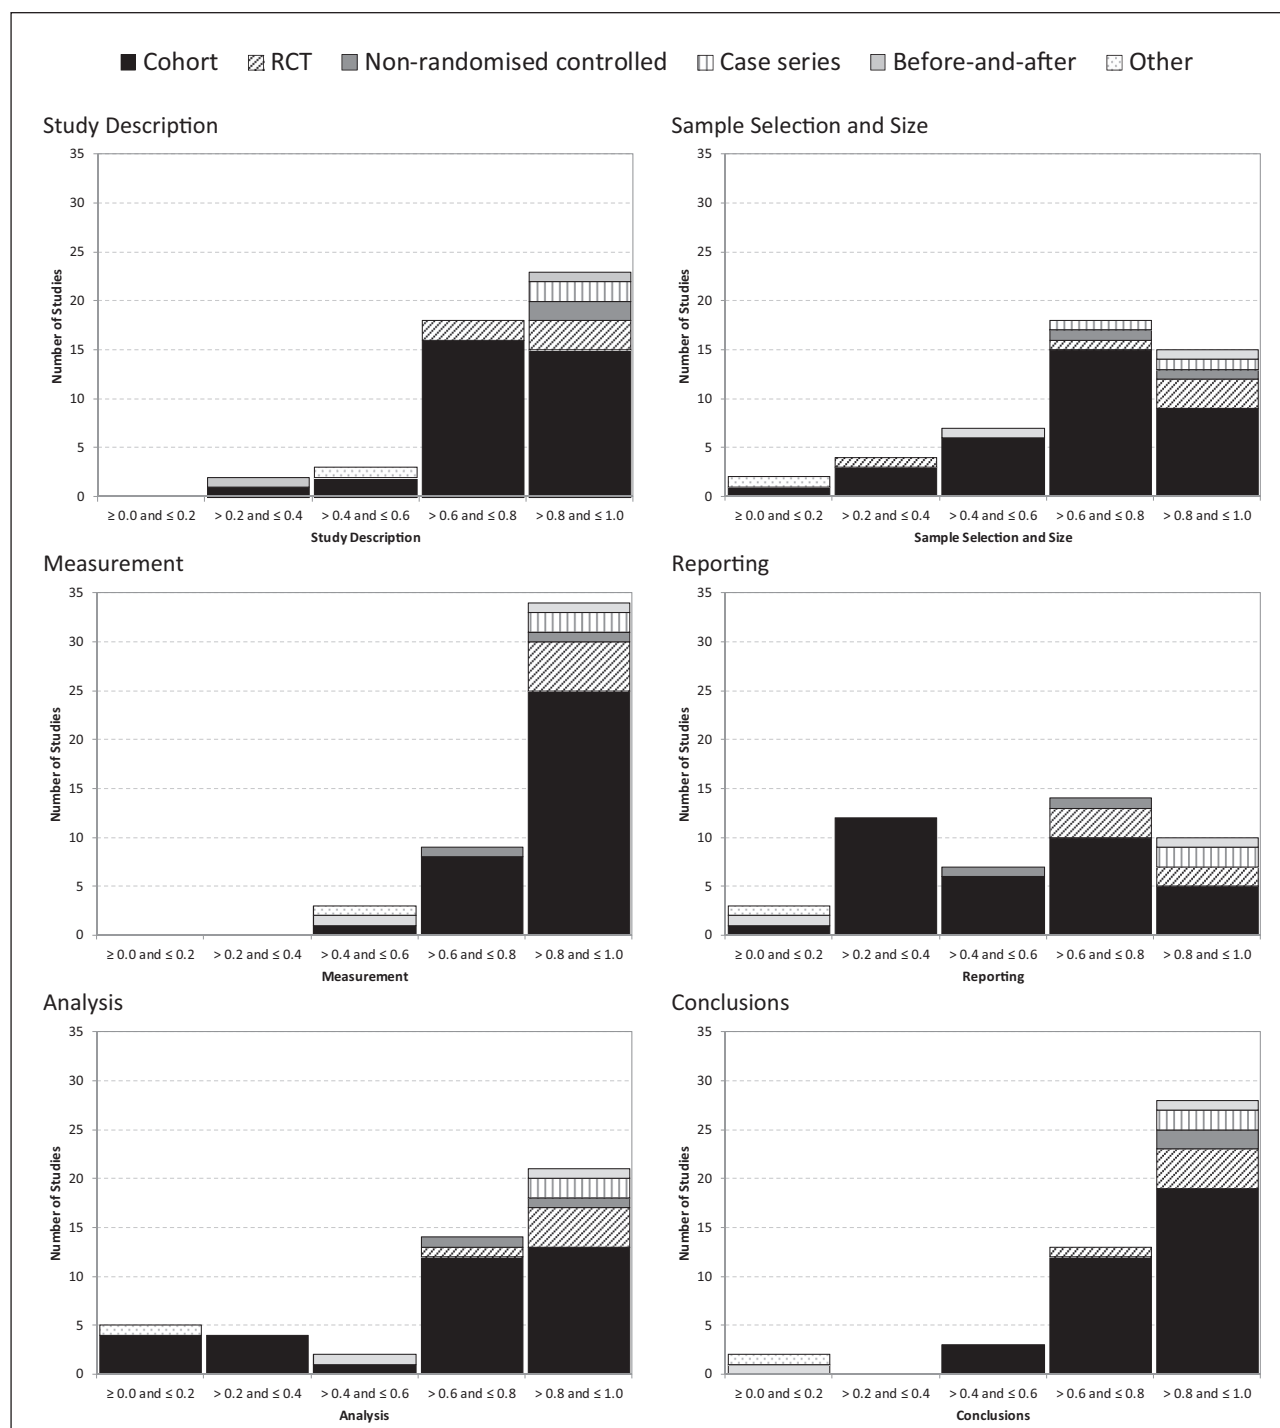 Cohort RCT Non-randomised controlled Case series Before-and-after Other
Study Description
35
30
25
20
15
10
5
0
Number of Studies
≥ 0.0 and ≤ 0.2 > 0.2 and ≤ 0.4 > 0.4 and ≤ 0.6 > 0.6 and ≤ 0.8 > 0.8 and ≤ 1.0
Study Description
Sample Selection and Size
35
30
25
20
15
10
5
0
Number of Studies
≥ 0.0 and ≤ 0.2 > 0.2 and ≤ 0.4 > 0.4 and ≤ 0.6 > 0.6 and ≤ 0.8 > 0.8 and ≤ 1.0
Sample Selection and Size
Measurement
35
30
25
20
15
10
5
0
Number of Studies
≥ 0.0 and ≤ 0.2 > 0.2 and ≤ 0.4 > 0.4 and ≤ 0.6 > 0.6 and ≤ 0.8 > 0.8 and ≤ 1.0
Measurement
Reporting
35
30
25
20
15
10
5
0
Number of Studies
≥ 0.0 and ≤ 0.2 > 0.2 and ≤ 0.4 > 0.4 and ≤ 0.6 > 0.6 and ≤ 0.8 > 0.8 and ≤ 1.0
Reporting
Analysis
35
30
25
20
15
10
5
0
Number of Studies
≥ 0.0 and ≤ 0.2 > 0.2 and ≤ 0.4 > 0.4 and ≤ 0.6 > 0.6 and ≤ 0.8 > 0.8 and ≤ 1.0
Analysis
Conclusions
35
30
25
20
15
10
5
0
Number of Studies
≥ 0.0 and ≤ 0.2 > 0.2 and ≤ 0.4 > 0.4 and ≤ 0.6 > 0.6 and ≤ 0.8 > 0.8 and ≤ 1.0
Conclusions